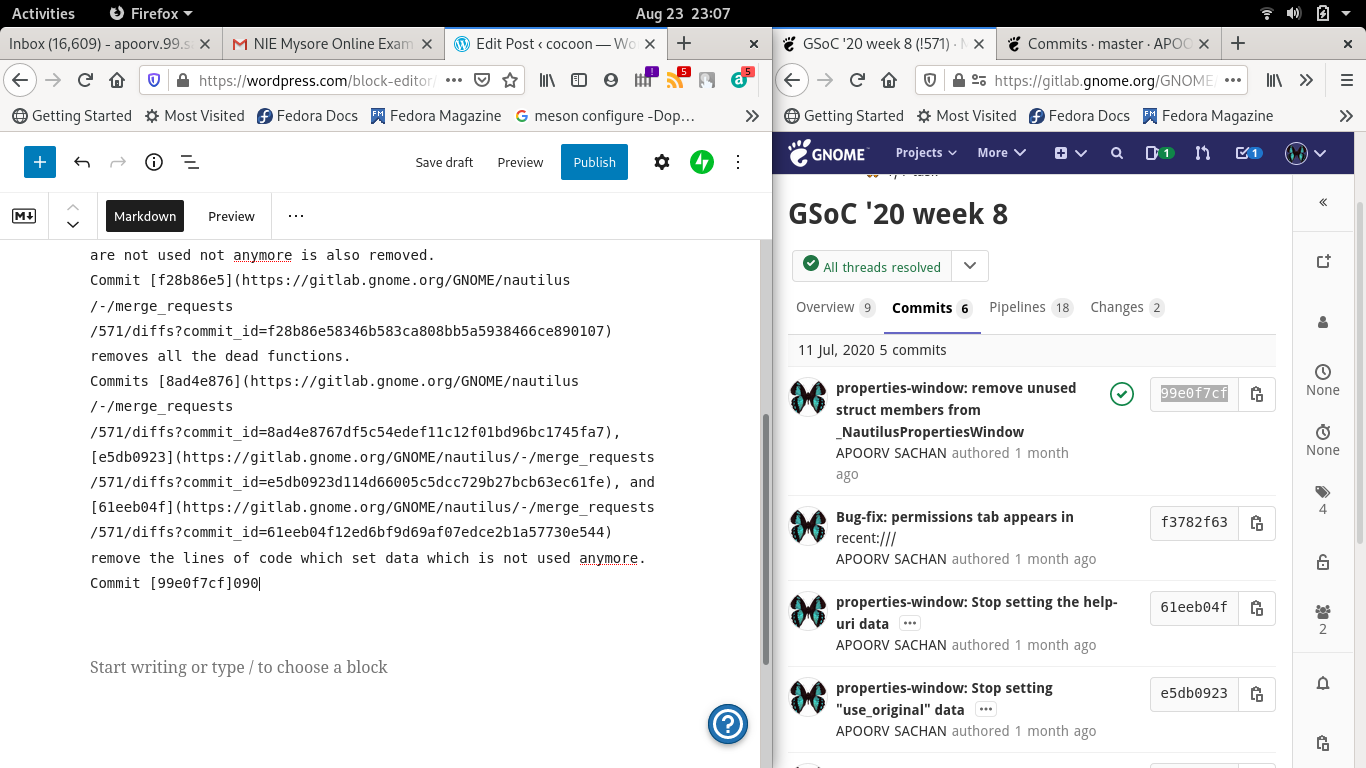 Activities
Firefox
Aug 23 23:07
Inbox (16,609) - apoorv.99.s
NIE Mysore Online Exam
Edit Post ‹ cocoon — Wo
https://wordpress.com/block-editor/
!
5
a
5
Getting Started
Most Visited
Fedora Docs
Fedora Magazine
meson configure -Dop…
Save draft
Preview
Publish
Markdown
Preview
are not used not anymore is also removed.
Commit [f28b86e5](https://gitlab.gnome.org/GNOME/nautilus
/-/merge_requests
/571/diffs?commit_id=f28b86e58346b583ca808bb5a5938466ce890107)
removes all the dead functions.
Commits [8ad4e876](https://gitlab.gnome.org/GNOME/nautilus
/-/merge_requests
/571/diffs?commit_id=8ad4e8767df5c54edef11c12f01bd96bc1745fa7),
[e5db0923](https://gitlab.gnome.org/GNOME/nautilus/-/merge_requests
/571/diffs?commit_id=e5db0923d114d66005c5dcc729b27bcb63ec61fe), and
[61eeb04f](https://gitlab.gnome.org/GNOME/nautilus/-/merge_requests
/571/diffs?commit_id=61eeb04f12ed6bf9d69af07edce2b1a57730e544)
remove the lines of code which set data which is not used anymore.
Commit [99e0f7cf]090
Start writing or type / to choose a block
GSoC '20 week 8 (!571) · M
Commits · master · APOO
https://gitlab.gnome.org/GNOME/
Getting Started
Most Visited
Fedora Docs
Fedora Magazine
GNOME
Projects
More
1
1
GSoC '20 week 8
All threads resolved
Overview 9
Commits 6
Pipelines 18
Changes 2
11 Jul, 2020 5 commits
properties-window: remove unused
struct members from
_NautilusPropertiesWindow
APOORV SACHAN authored 1 month
ago
99e0f7cf
Bug-fix: permissions tab appears in
recent:///
APOORV SACHAN authored 1 month ago
f3782f63
properties-window: Stop setting the help-
uri data
APOORV SACHAN authored 1 month ago
61eeb04f
properties-window: Stop setting
"use_original" data
APOORV SACHAN authored 1 month ago
e5db0923
None
None
4
2